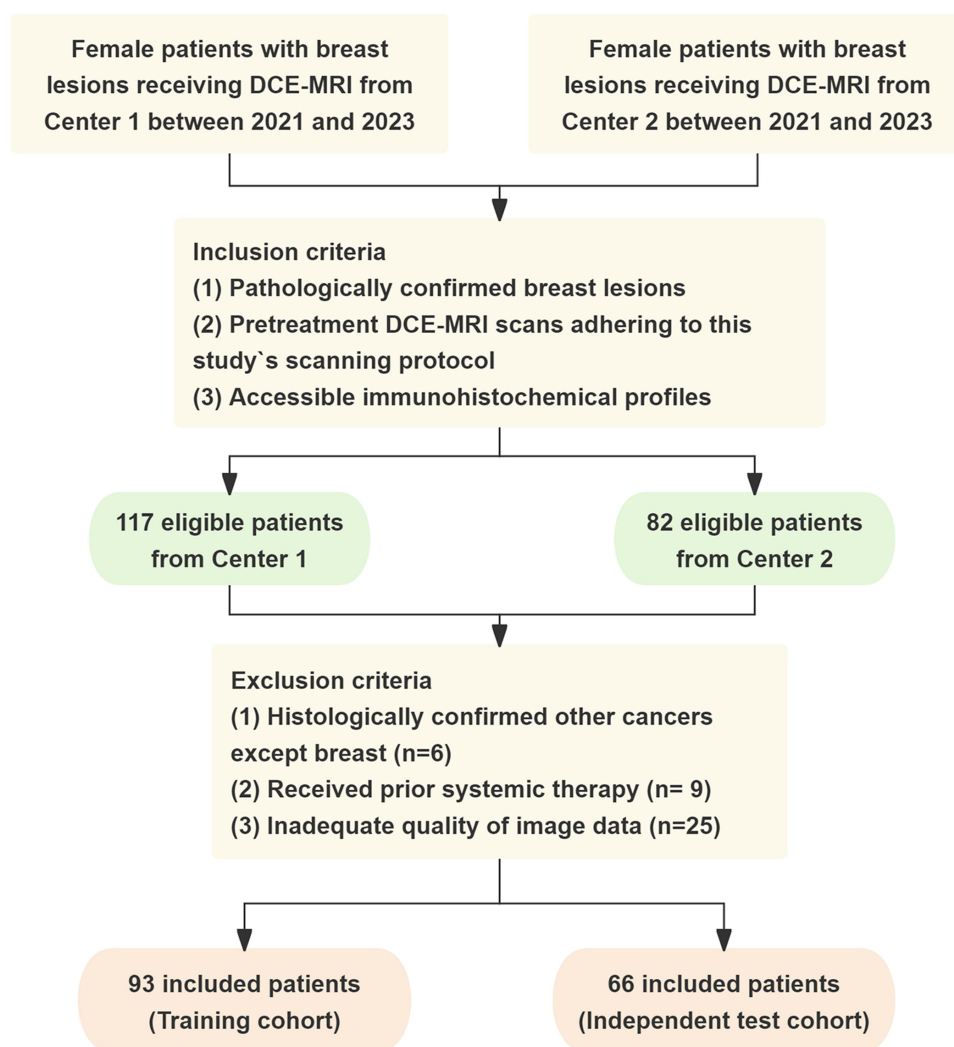 Female patients with breast
lesions receiving DCE-MRI from
Center 1 between 2021 and 2023
Female patients with breast
lesions receiving DCE-MRI from
Center 2 between 2021 and 2023
Inclusion criteria
(1) Pathologically confirmed breast lesions
(2) Pretreatment DCE-MRI scans adhering to this
study`s scanning protocol
(3) Accessible immunohistochemical profiles
117 eligible patients
from Center 1
82 eligible patients
from Center 2
Exclusion criteria
(1) Histologically confirmed other cancers
except breast (n=6)
(2) Received prior systemic therapy (n= 9)
(3) Inadequate quality of image data (n=25)
93 included patients
(Training cohort)
66 included patients
(Independent test cohort)